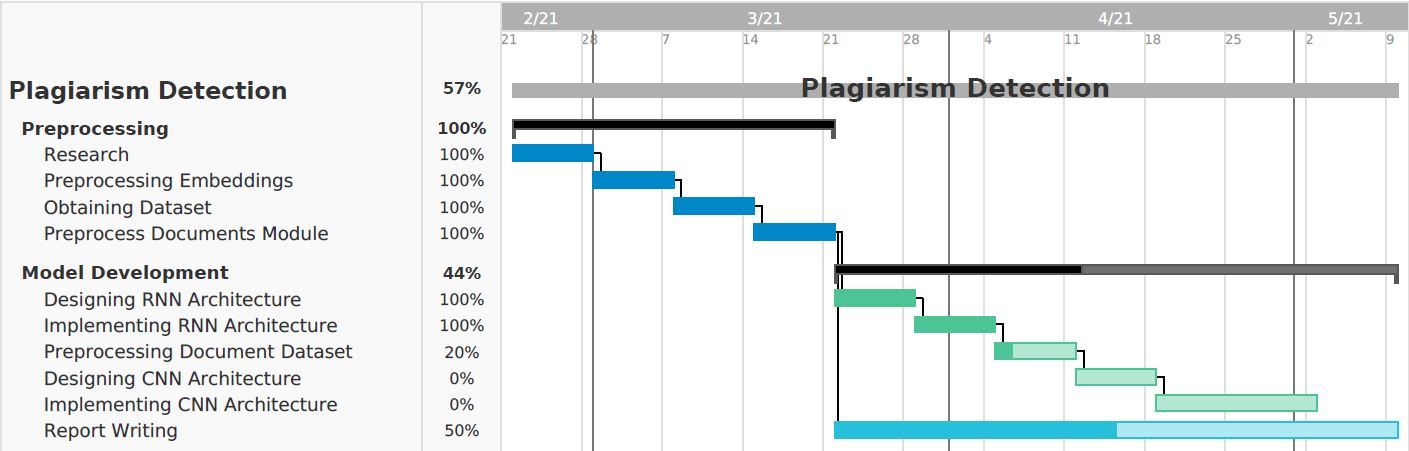 2/21 3/21 4/21 5/21
21 28 7 14 21 28 4 11 18 25 2 9
Plagiarism Detection 57% Plagiarism Detection
Preprocessing 100%
Research 100%
Preprocessing Embeddings 100%
Obtaining Dataset 100%
Preprocess Documents Module 100%
Model Development 44%
Designing RNN Architecture 100%
Implementing RNN Architecture 100%
Preprocessing Document Dataset 20%
Designing CNN Architecture 0%
Implementing CNN Architecture 0%
Report Writing 50%